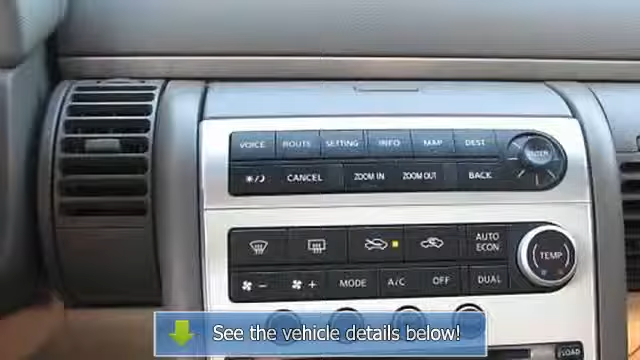 VOICE ROUTE SETTING INFO MAP DEST
ENTER
CANCEL ZOOM IN ZOOM OUT BACK
AUTO
ECON
TEMP
− + MODE A/C OFF DUAL
See the vehicle details below!
LOAD